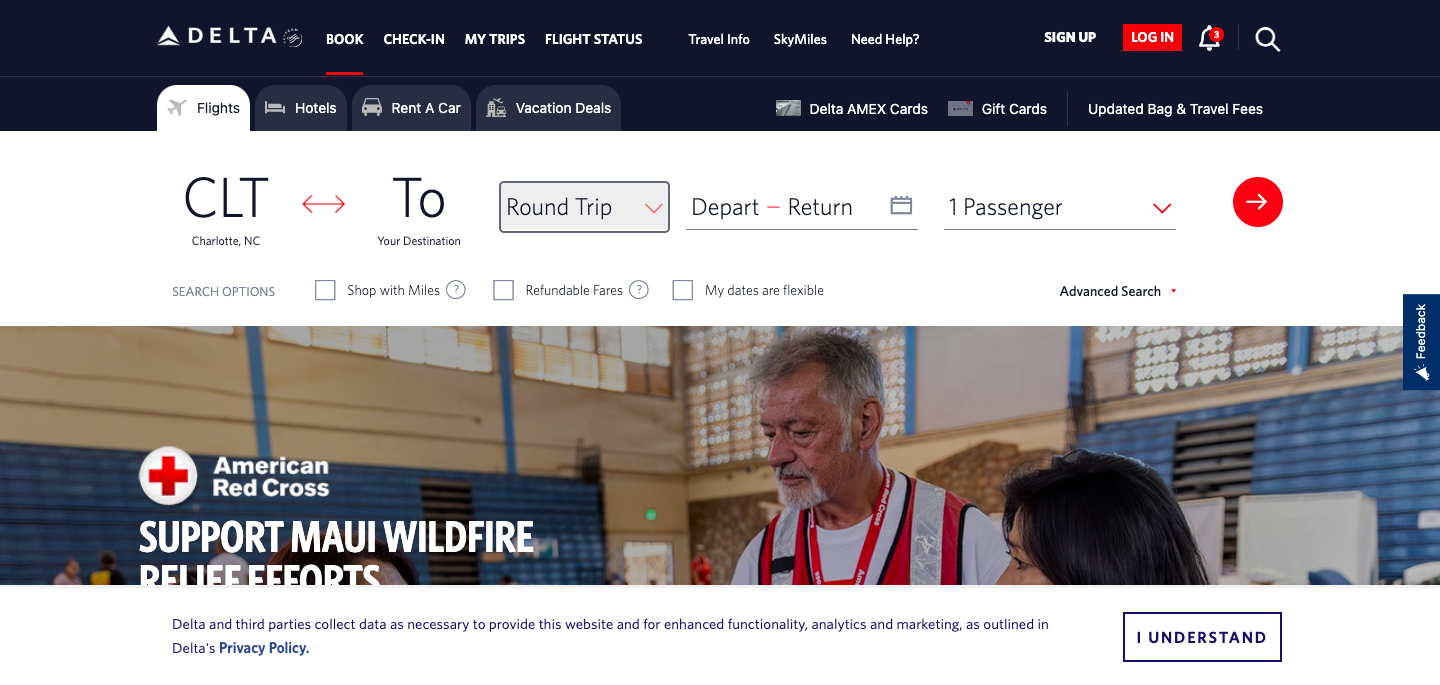 DELTA
BOOK
CHECK-IN
MY TRIPS
FLIGHT STATUS
Travel Info
SkyMiles
Need Help?
SIGN UP
LOG IN
3
Flights
Hotels
Rent A Car
Vacation Deals
Delta AMEX Cards
Gift Cards
Updated Bag & Travel Fees
CLT
Charlotte, NC
To
Your Destination
Round Trip
Depart – Return
1 Passenger
SEARCH OPTIONS
Shop with Miles ?
Refundable Fares ?
My dates are flexible
Advanced Search
Feedback
American
Red Cross
SUPPORT MAUI WILDFIRE
RELIEF EFFORTS
Delta and third parties collect data as necessary to provide this website and for enhanced functionality, analytics and marketing, as outlined in
Delta's Privacy Policy.
I UNDERSTAND